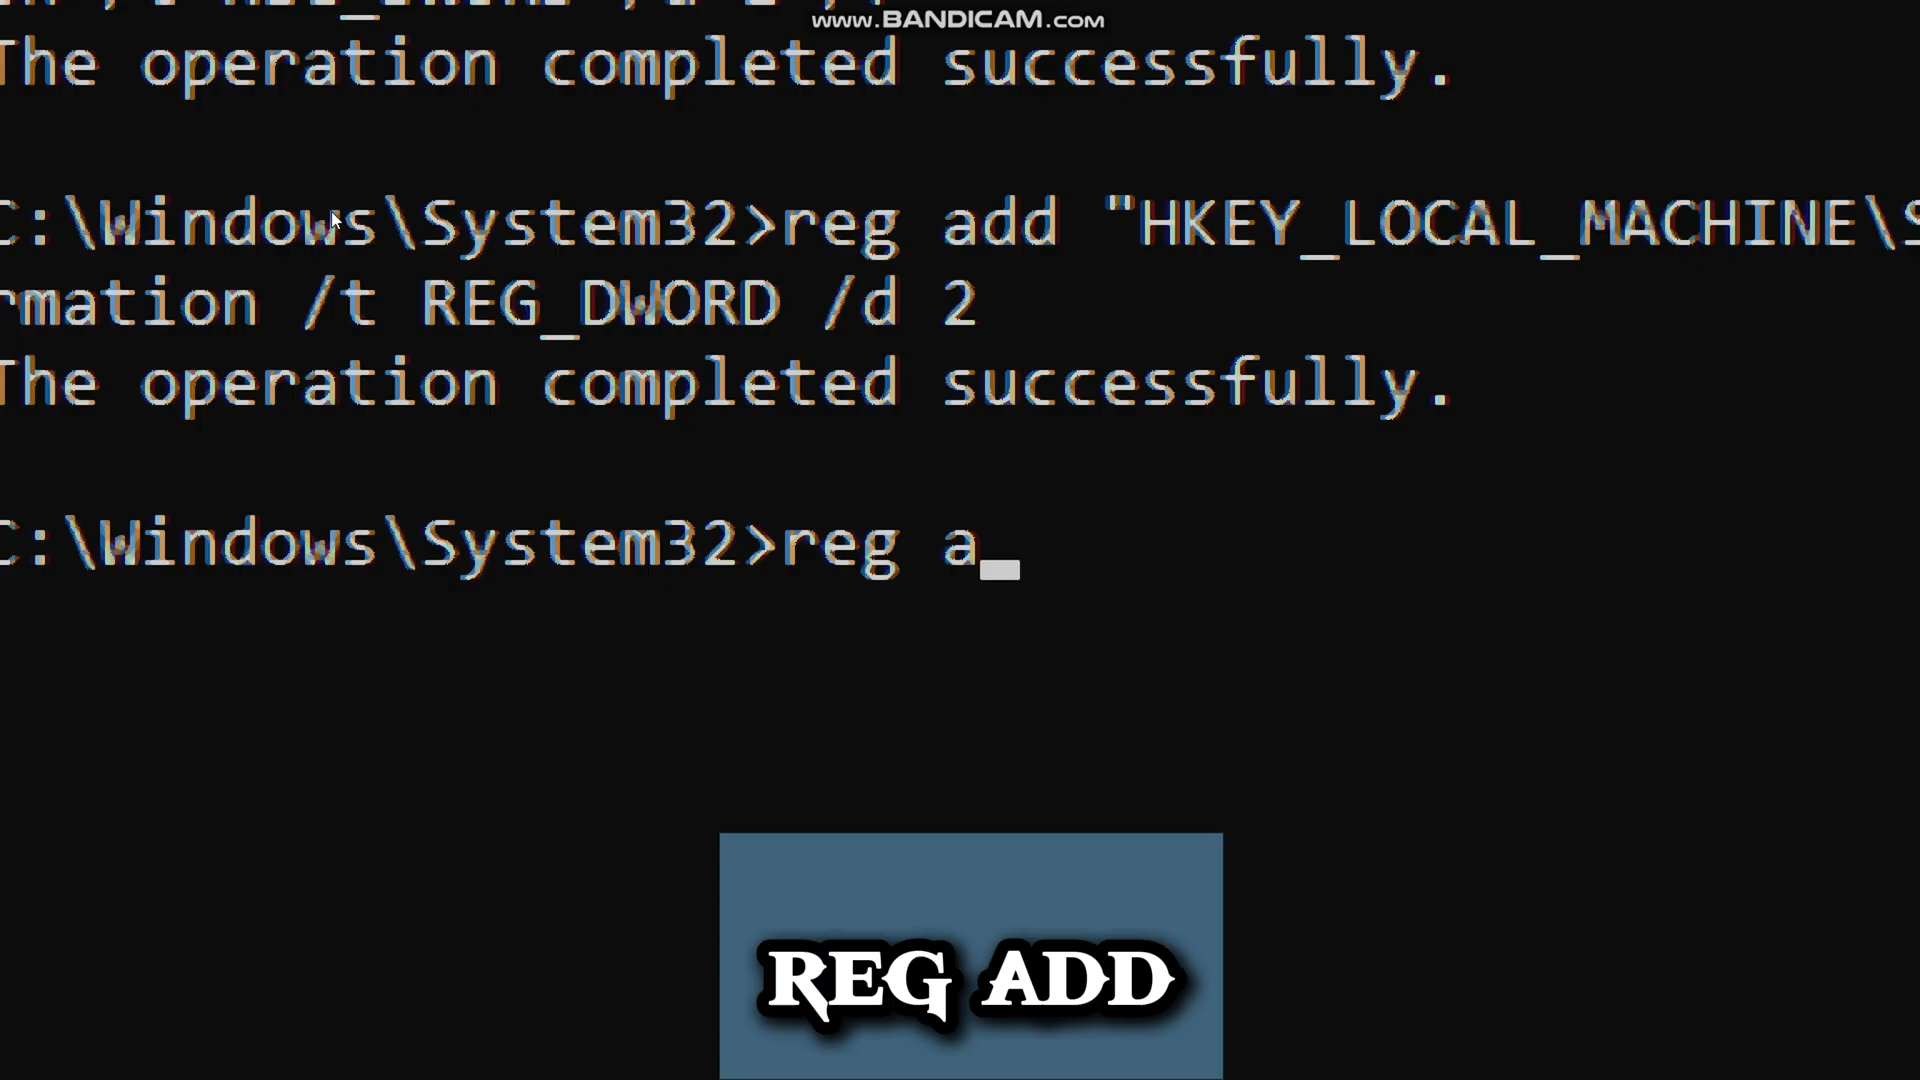 www.BANDICAM.com
The operation completed successfully.
C:\Windows\System32>reg add "HKEY_LOCAL_MACHINE\S
rmation /t REG_DWORD /d 2
The operation completed successfully.
C:\Windows\System32>reg a
REG ADD